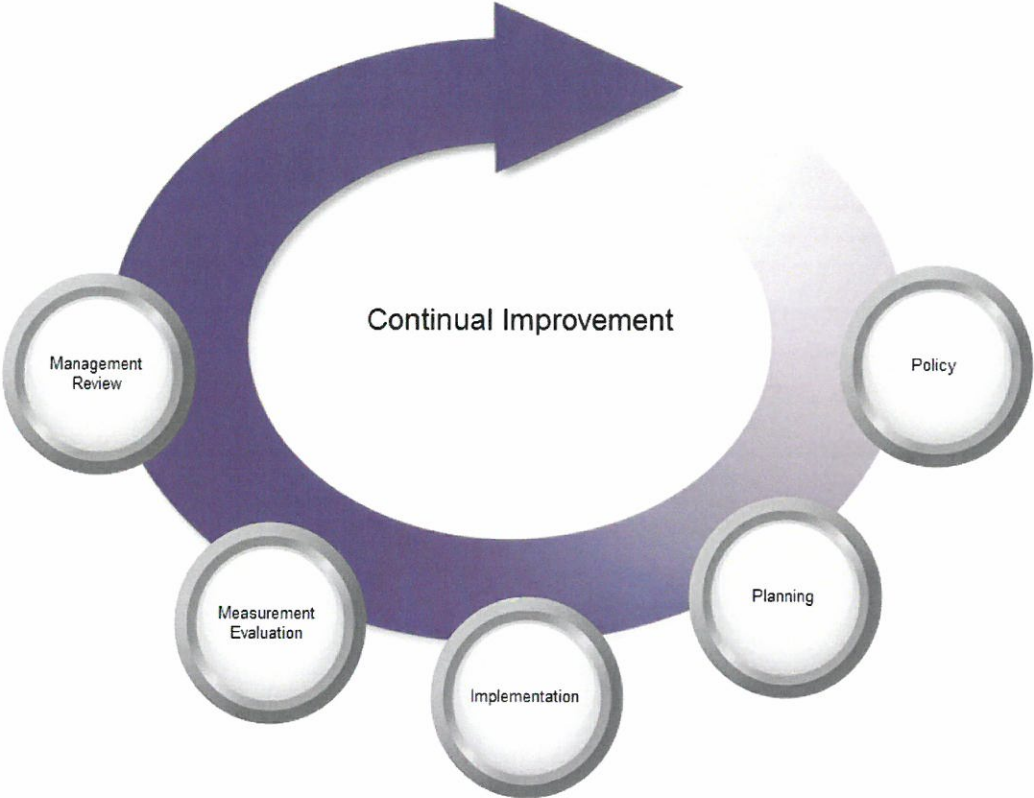 Continual Improvement
Policy
Planning
Implementation
Measurement
Evaluation
Management
Review